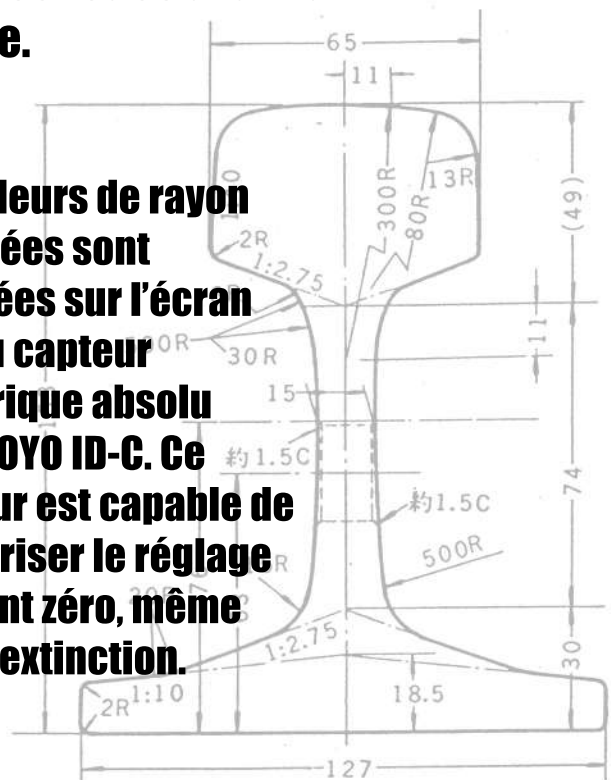 e.
65
11
leurs de rayon
ées sont
ées sur l’écran
u capteur
rique absolu
OYO ID-C. Ce
ur est capable de
riser le réglage
nt zéro, même
extinction.
300R
80R
13R
(49)
2R
1:2.75
30R
11
15
約1.5C
約1.5C
74
500R
1:2.75
30
2R
1:10
18.5
127